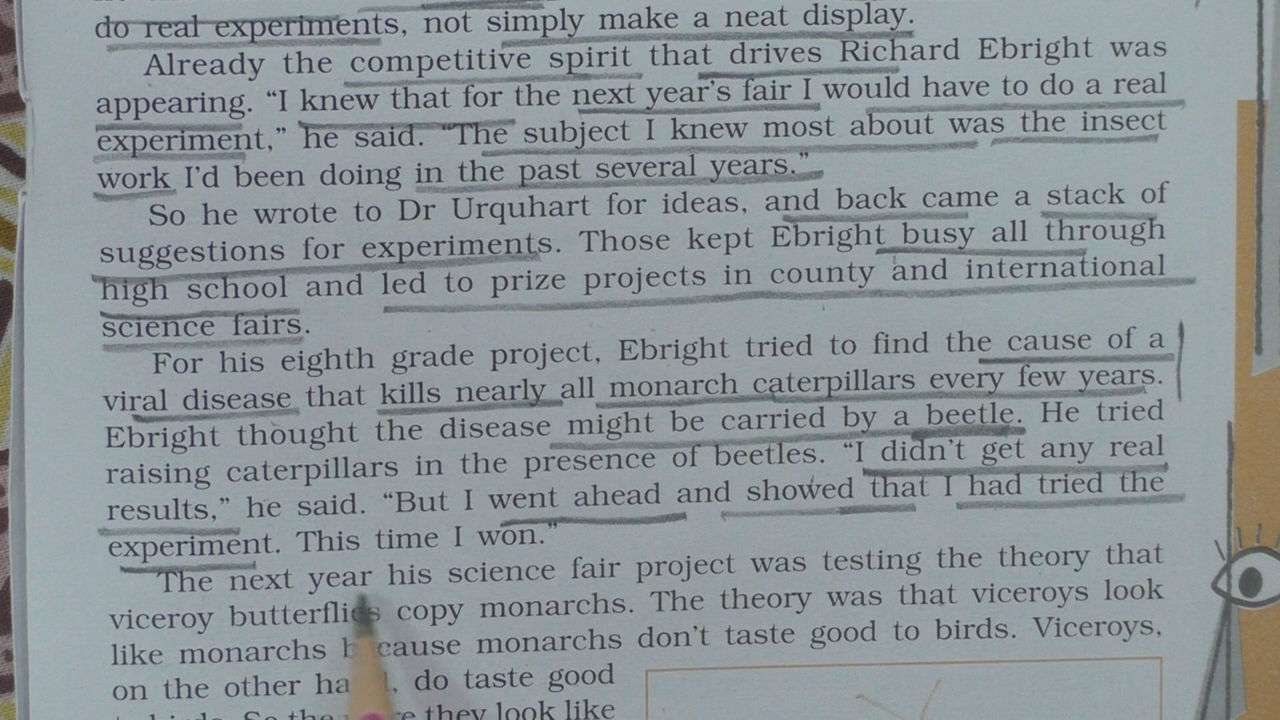 do real experiments, not simply make a neat display.
Already the competitive spirit that drives Richard Ebright was
appearing. “I knew that for the next year’s fair I would have to do a real
experiment,” he said. “The subject I knew most about was the insect
work I’d been doing in the past several years.”
So he wrote to Dr Urquhart for ideas, and back came a stack of
suggestions for experiments. Those kept Ebright busy all through
high school and led to prize projects in county and international
science fairs.
For his eighth grade project, Ebright tried to find the cause of a
viral disease that kills nearly all monarch caterpillars every few years.
Ebright thought the disease might be carried by a beetle. He tried
raising caterpillars in the presence of beetles. “I didn’t get any real
results,” he said. “But I went ahead and showed that I had tried the
experiment. This time I won.”
The next year his science fair project was testing the theory that
viceroy butterflies copy monarchs. The theory was that viceroys look
like monarchs because monarchs don’t taste good to birds. Viceroys,
on the other do taste good
they look like